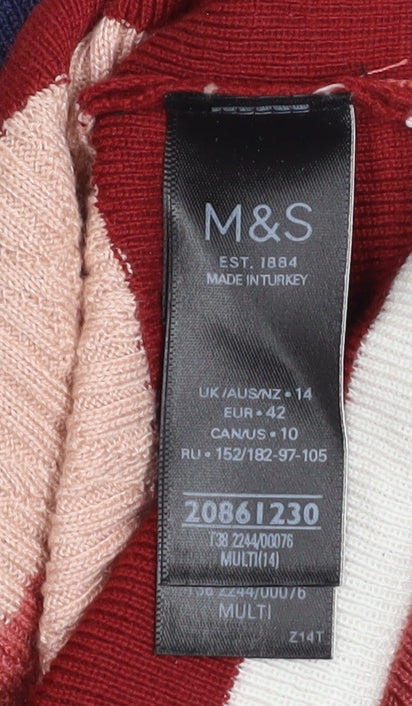 M&S
EST. 1884
MADE IN TURKEY
UK/AUS/NZ • 14
EUR • 42
CAN/US • 10
RU • 152/182-97-105
20861230
T38 2244/00076
MULTI(14)
T38 2244/00076
MULTI
Z14T